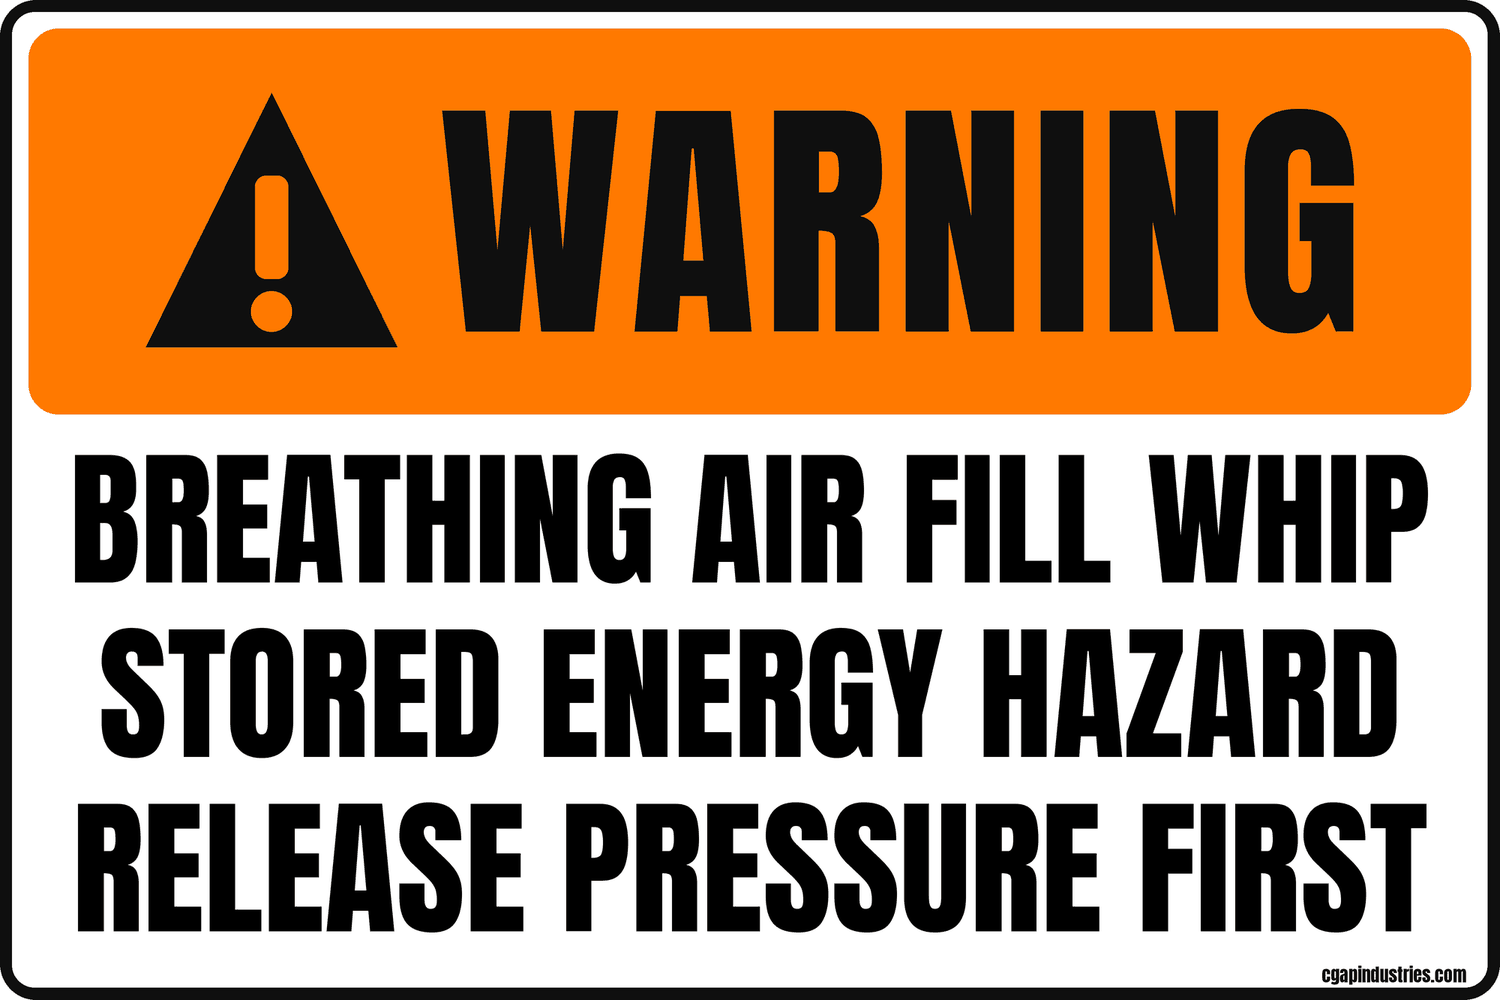 WARNING
BREATHING AIR FILL WHIP
STORED ENERGY HAZARD
RELEASE PRESSURE FIRST
cgapindustries.com